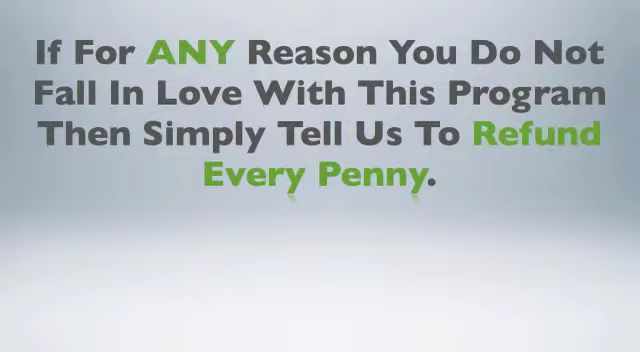 If For ANY Reason You Do Not
Fall In Love With This Program
Then Simply Tell Us To Refund
Every Penny.